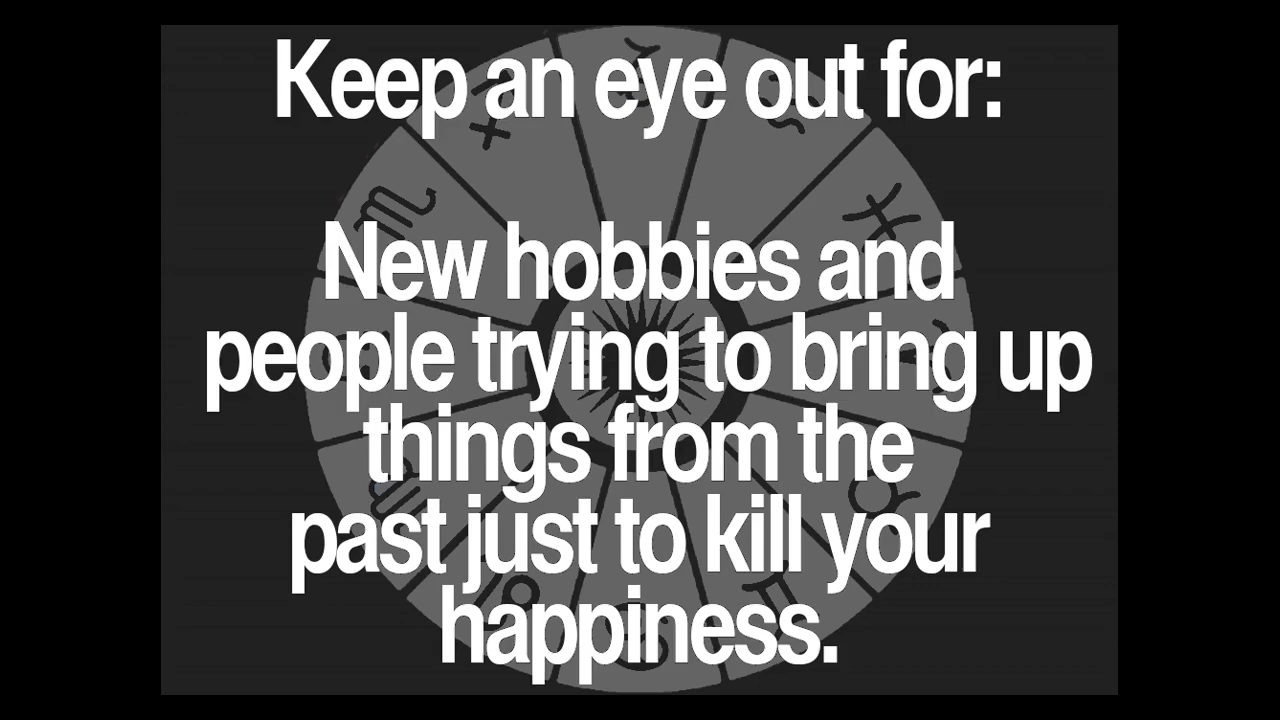 Keep an eye out for:
New hobbies and
people trying to bring up
things from the
past just to kill your
happiness.